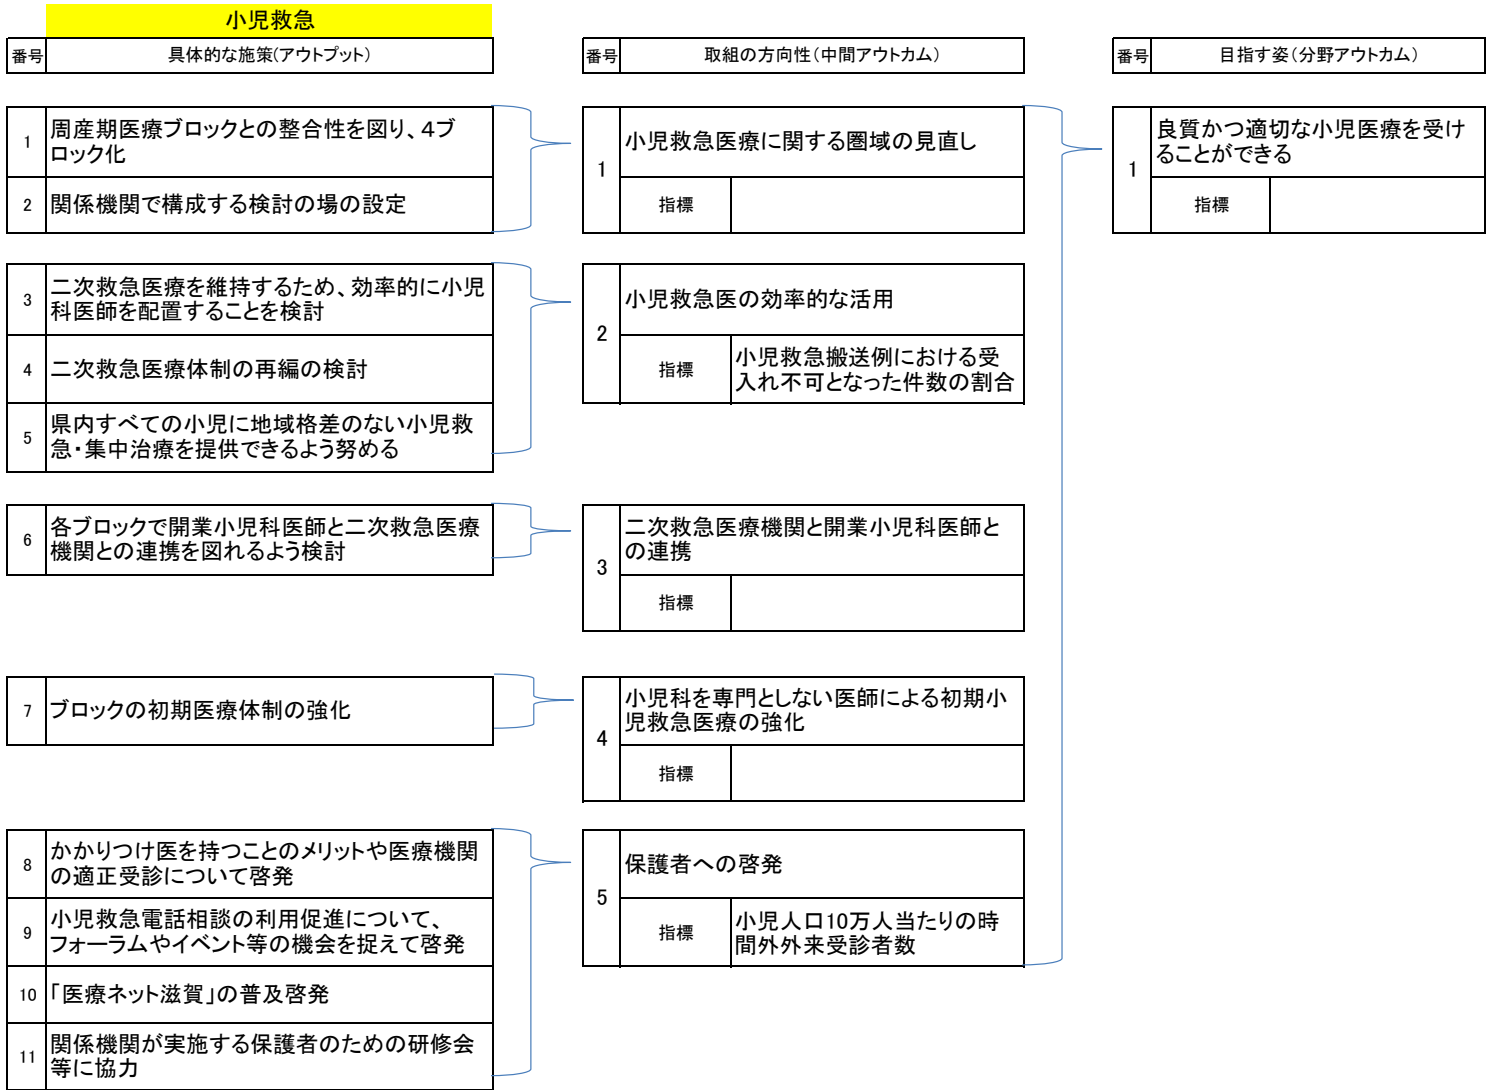 小児救急
番号
具体的な施策(アウトプット)
番号
取組の方向性(中間アウトカム)
番号
目指す姿(分野アウトカム)
1
周産期医療ブロックとの整合性を図り、4ブ
ロック化
2
関係機関で構成する検討の場の設定
1
小児救急医療に関する圏域の見直し
指標
1
良質かつ適切な小児医療を受け
ることができる
指標
3
二次救急医療を維持するため、効率的に小児
科医師を配置することを検討
4
二次救急医療体制の再編の検討
5
県内すべての小児に地域格差のない小児救
急・集中治療を提供できるよう努める
2
小児救急医の効率的な活用
指標
小児救急搬送例における受
入れ不可となった件数の割合
6
各ブロックで開業小児科医師と二次救急医療
機関との連携を図れるよう検討
3
二次救急医療機関と開業小児科医師と
の連携
指標
7
ブロックの初期医療体制の強化
4
小児科を専門としない医師による初期小
児救急医療の強化
指標
8
かかりつけ医を持つことのメリットや医療機関
の適正受診について啓発
9
小児救急電話相談の利用促進について、
フォーラムやイベント等の機会を捉えて啓発
10
「医療ネット滋賀」の普及啓発
11
関係機関が実施する保護者のための研修会
等に協力
5
保護者への啓発
指標
小児人口10万人当たりの時
間外外来受診者数